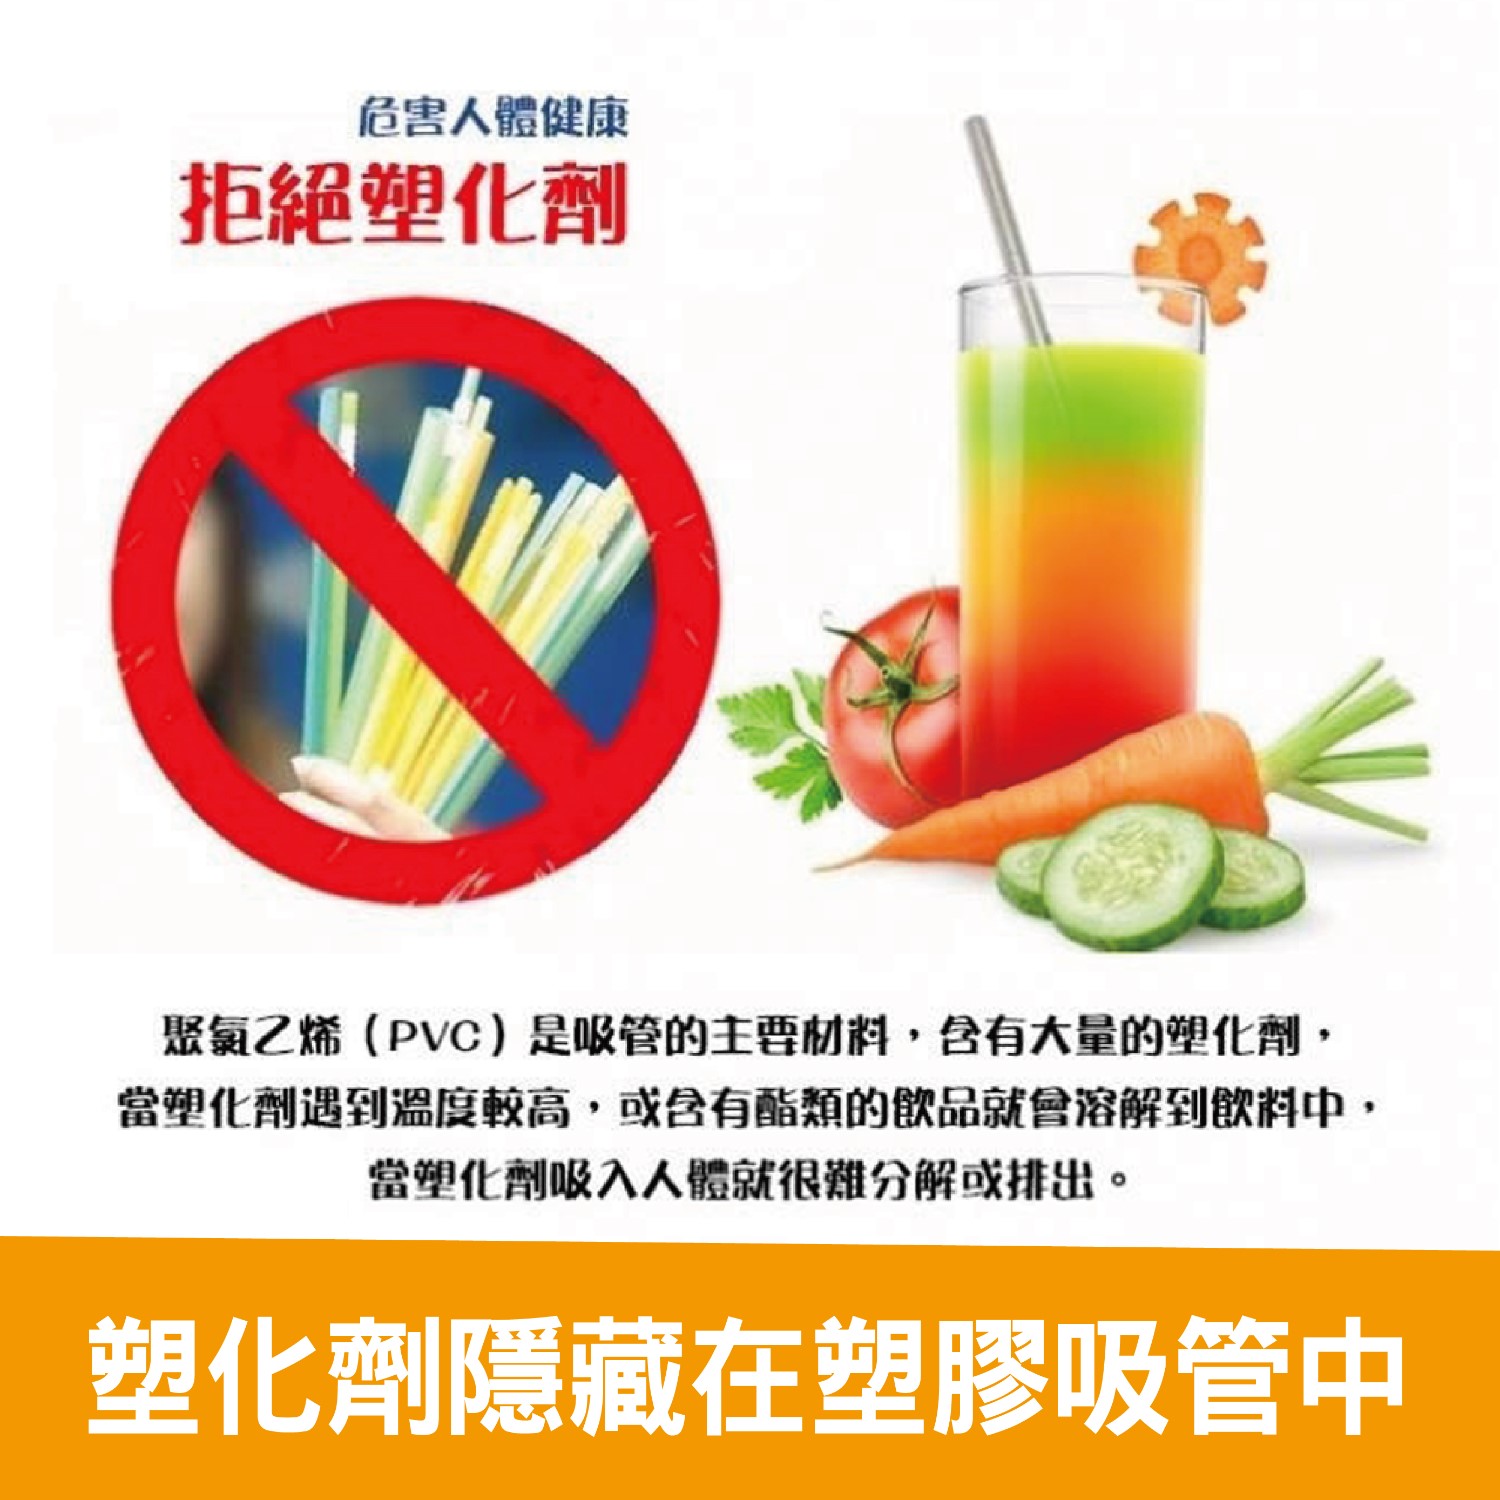 危害人體健康
拒絕塑化劑
聚氯乙烯（PVC）是吸管的主要材料，含有大量的塑化劑，
當塑化劑遇到溫度較高，或含有酯類的飲品就會溶解到飲料中，
當塑化劑吸入人體就很難分解或排出。
塑化劑隱藏在塑膠吸管中